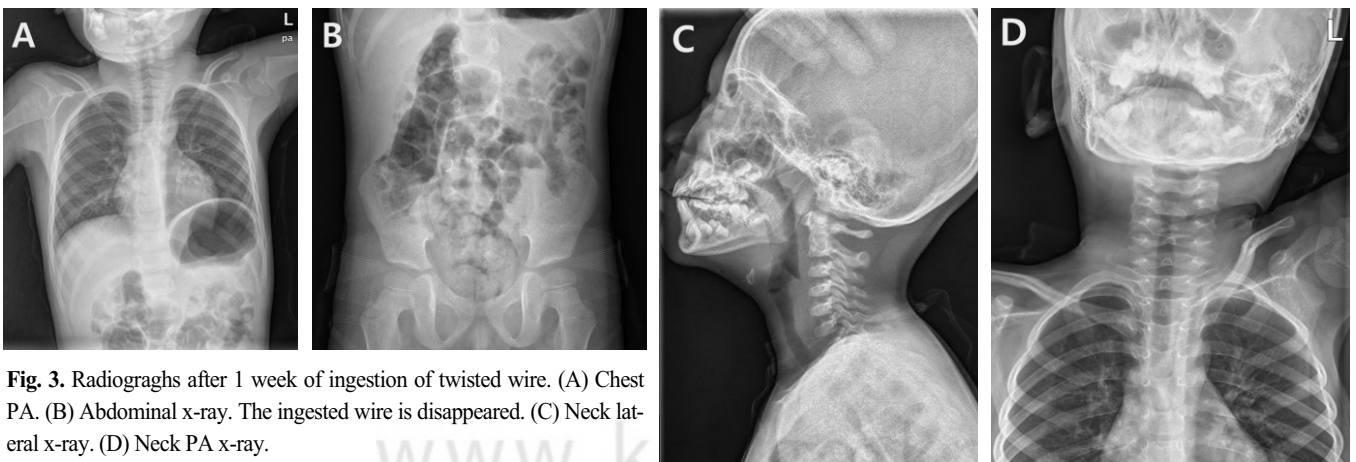 A
L
pa
B
C
D
L
Fig. 3. Radiograghs after 1 week of ingestion of twisted wire. (A) Chest
PA. (B) Abdominal x-ray. The ingested wire is disappeared. (C) Neck lat-
eral x-ray. (D) Neck PA x-ray.
www.k